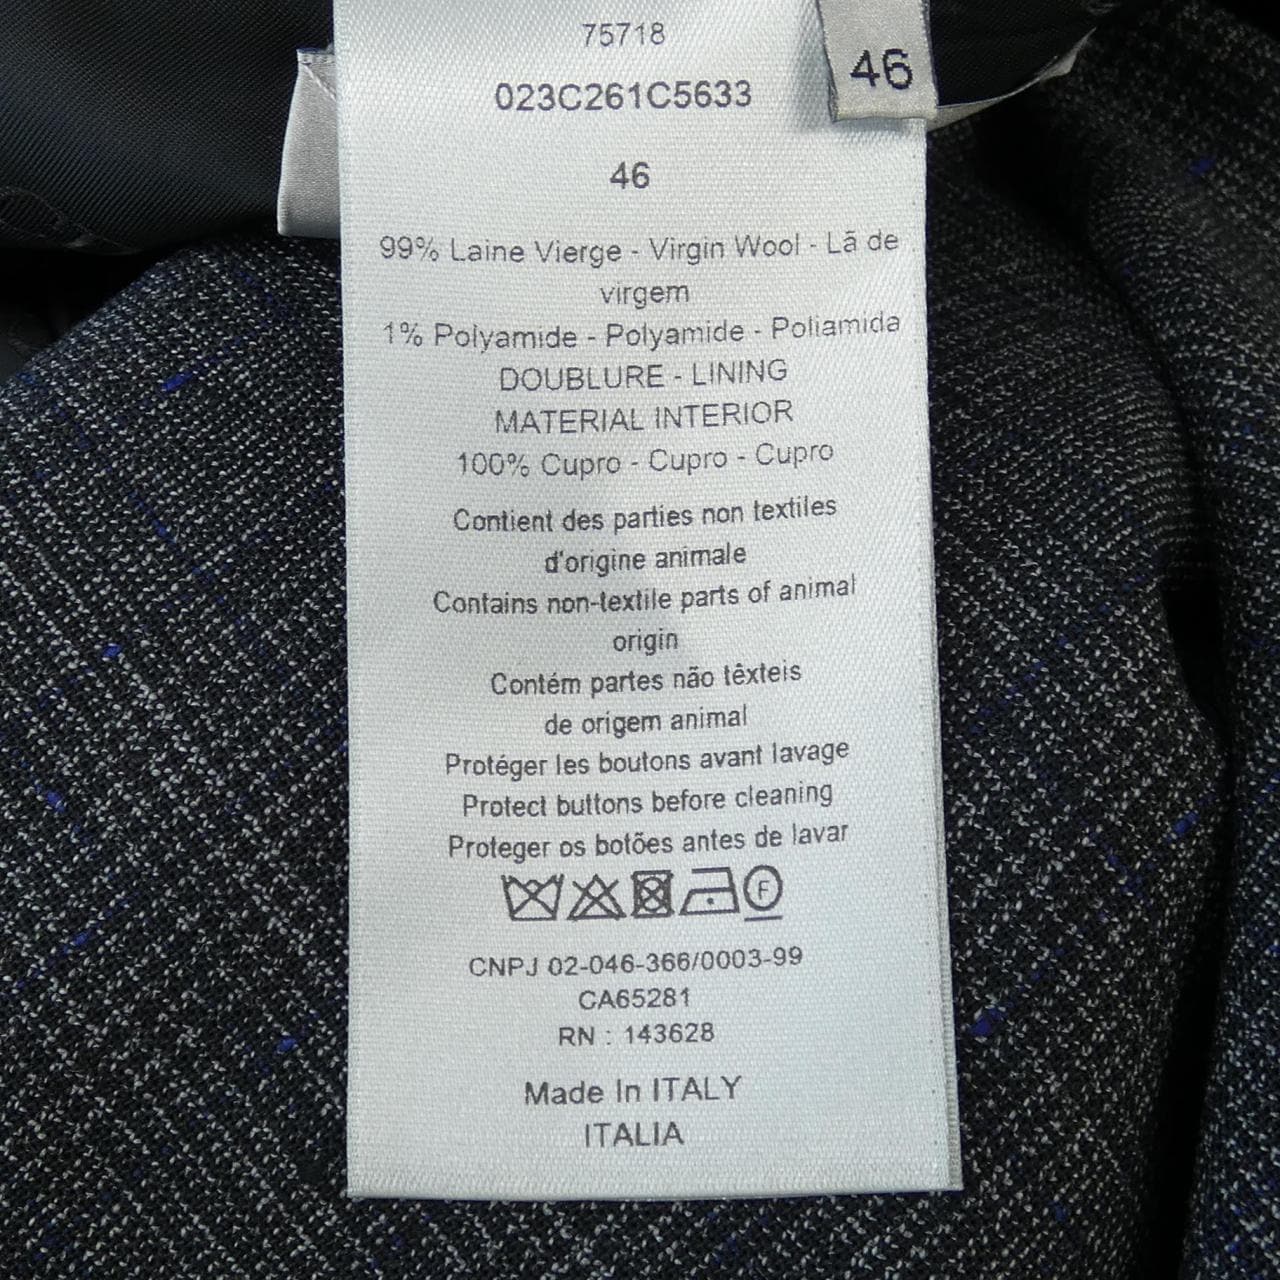 75718
46
023C261C5633
46
99% Laine Vierge - Virgin Wool - Lã de
virgem
1% Polyamide - Polyamide - Poliamida
DOUBLURE - LINING
MATERIAL INTERIOR
100% Cupro - Cupro - Cupro
Contient des parties non textiles
d'origine animale
Contains non-textile parts of animal
origin
Contém partes não têxteis
de origem animal
Protéger les boutons avant lavage
Protect buttons before cleaning
Proteger os botões antes de lavar
F
CNPJ 02-046-366/0003-99
CA65281
RN : 143628
Made In ITALY
ITALIA